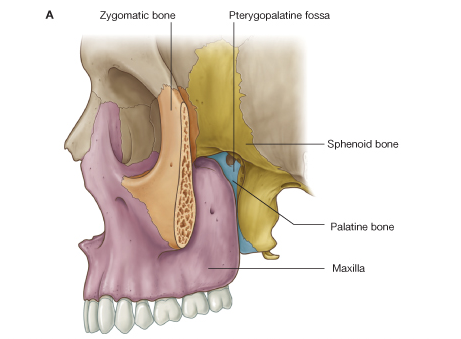 A
Zygomatic bone
Pterygopalatine fossa
Sphenoid bone
Palatine bone
Maxilla